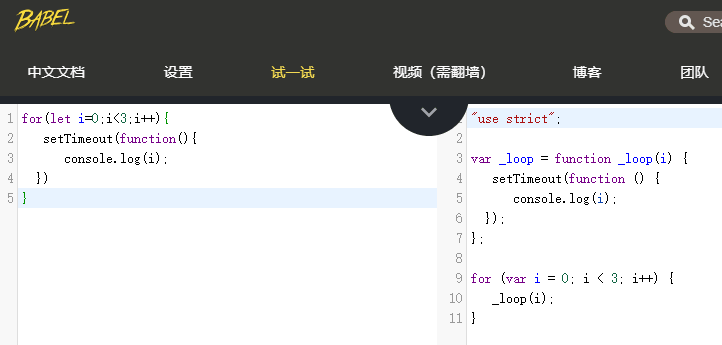 BABEL
Sea
中文文档 设置 试一试 视频（需翻墙） 博客 团队
1 for(let i=0;i<3;i++){
2 setTimeout(function(){
3 console.log(i);
4 })
5 }
"use strict";
2
3 var _loop = function _loop(i) {
4 setTimeout(function () {
5 console.log(i);
6 });
7 };
8
9 for (var i = 0; i < 3; i++) {
10 _loop(i);
11 }